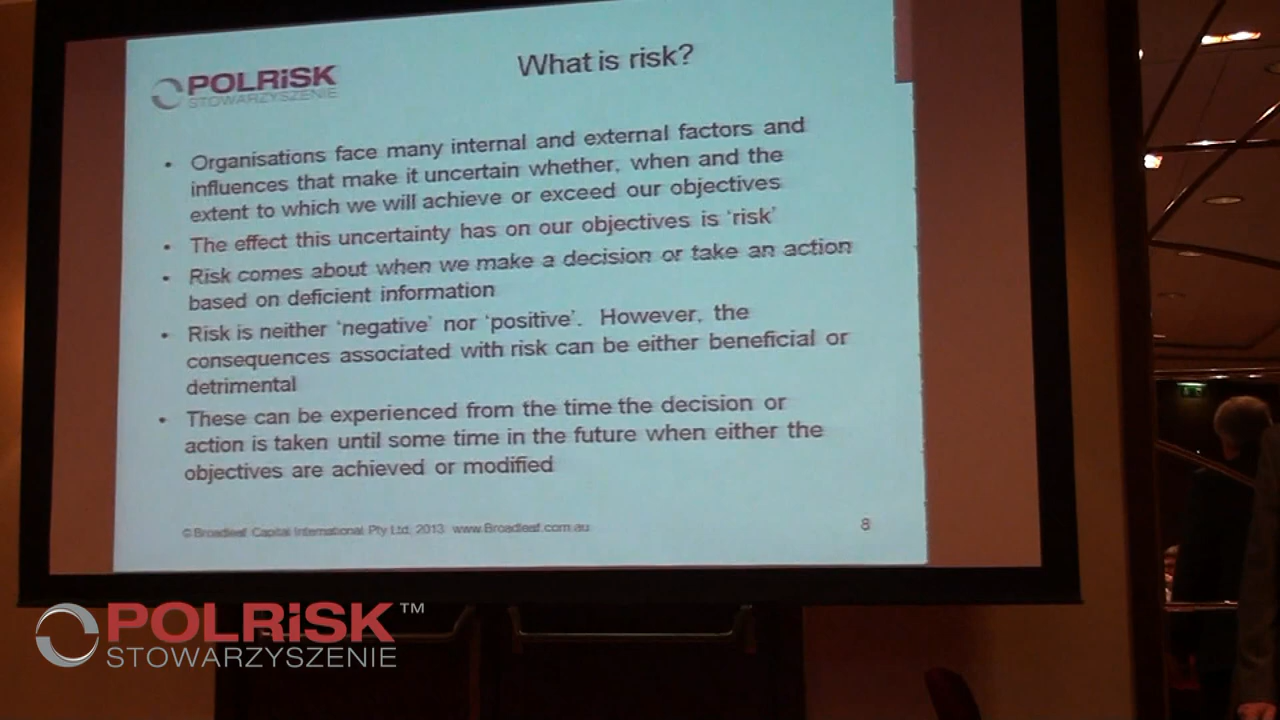 POLRiSK
STOWARZYSZENIE
What is risk?
• Organisations face many internal and external factors and
influences that make it uncertain whether, when and the
extent to which we will achieve or exceed our objectives
• The effect this uncertainty has on our objectives is ‘risk’
• Risk comes about when we make a decision or take an action
based on deficient information
• Risk is neither ‘negative’ nor ‘positive’. However, the
consequences associated with risk can be either beneficial or
detrimental
• These can be experienced from the time the decision or
action is taken until some time in the future when either the
objectives are achieved or modified
© Broadleaf Capital International Pty Ltd, 2013 www.Broadleaf.com.au
8
POLRiSK™
STOWARZYSZENIE